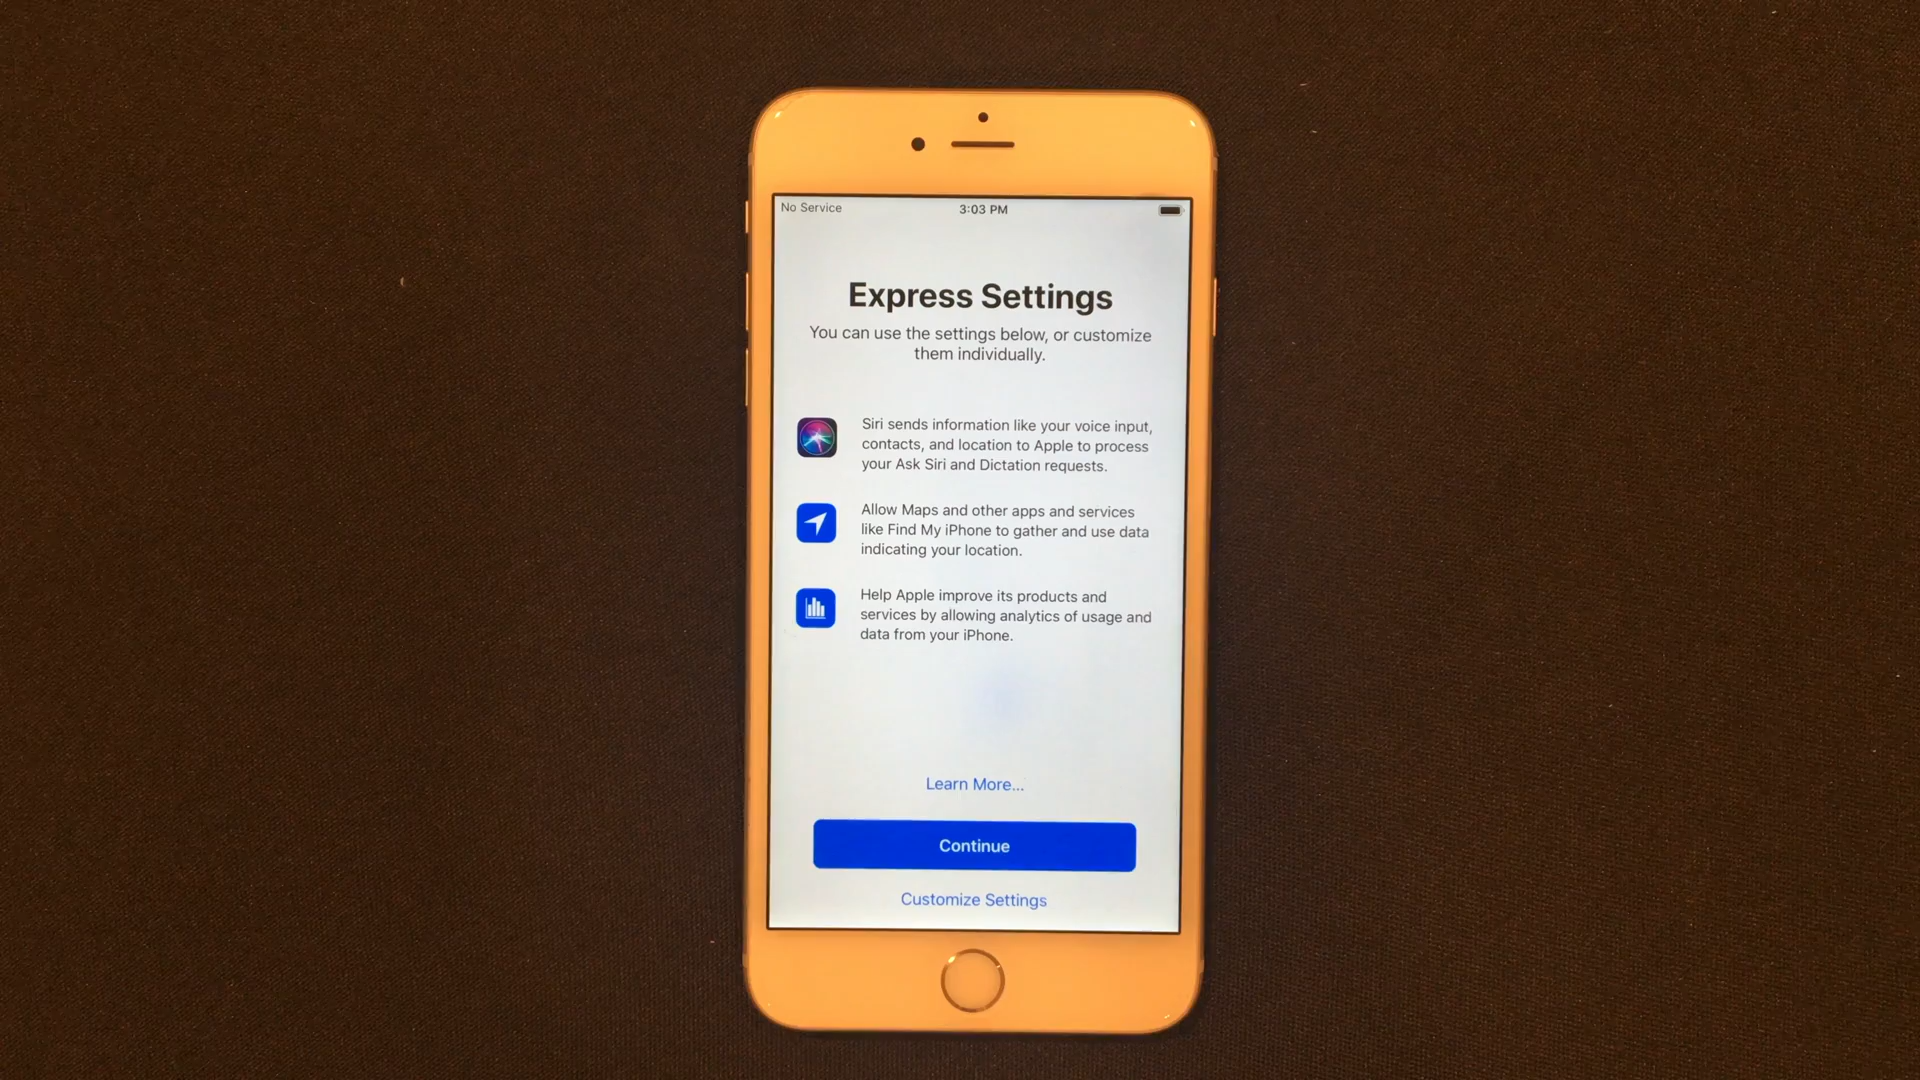 No Service 3:03 PM
Express Settings
You can use the settings below, or customize
them individually.
Siri sends information like your voice input,
contacts, and location to Apple to process
your Ask Siri and Dictation requests.
Allow Maps and other apps and services
like Find My iPhone to gather and use data
indicating your location.
Help Apple improve its products and
services by allowing analytics of usage and
data from your iPhone.
Learn More...
Continue
Customize Settings